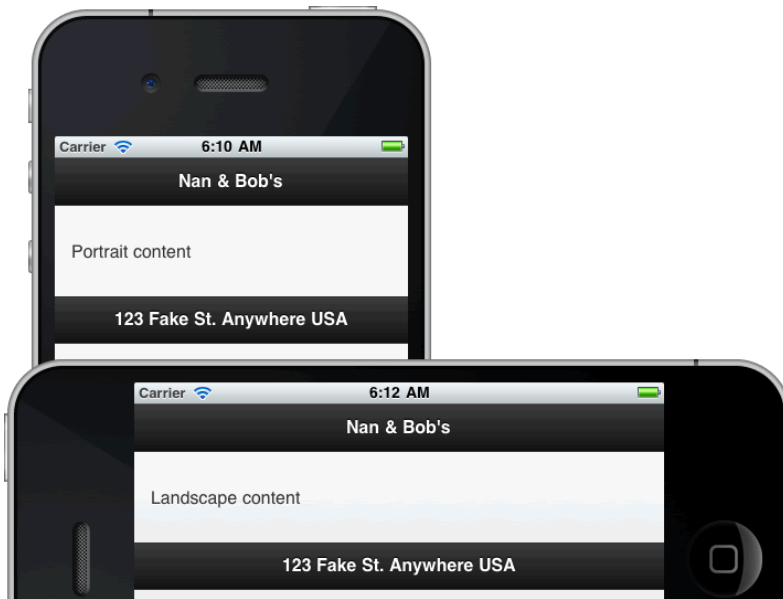 Carrier 6:10 AM
Nan & Bob's
Portrait content
123 Fake St. Anywhere USA
Carrier 6:12 AM
Nan & Bob's
Landscape content
123 Fake St. Anywhere USA